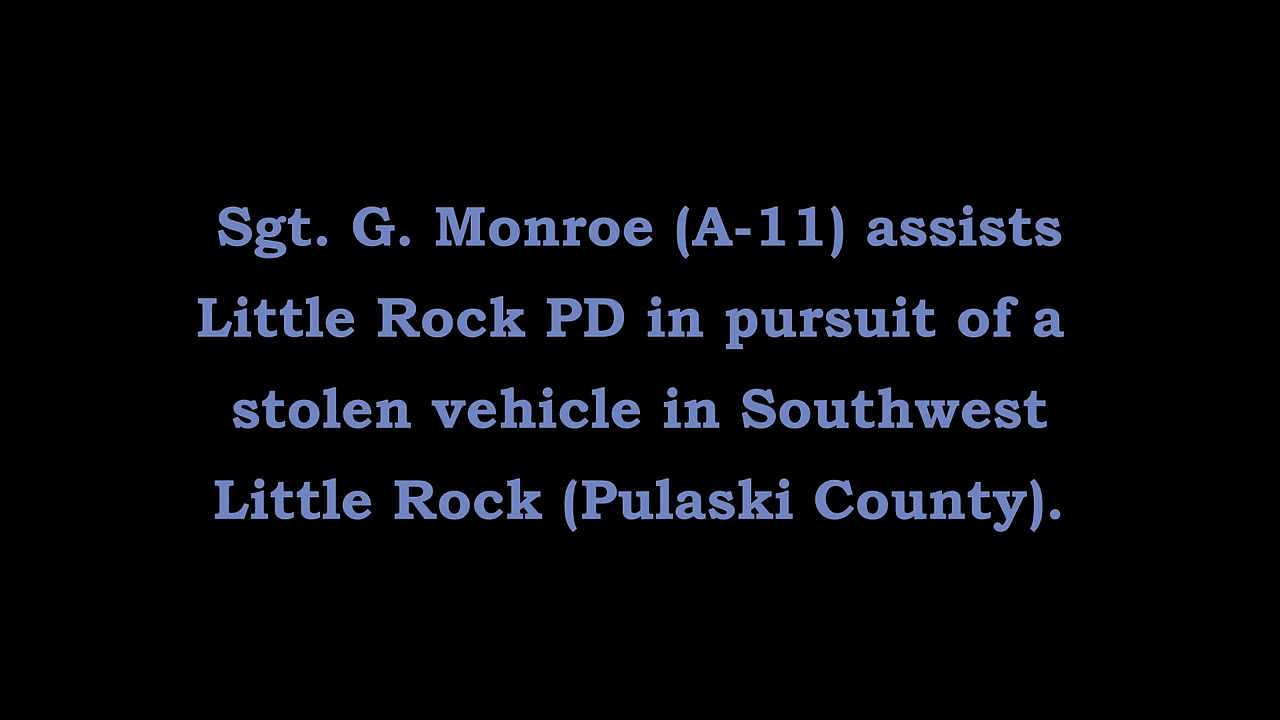 Sgt. G. Monroe (A-11) assists
Little Rock PD in pursuit of a
stolen vehicle in Southwest
Little Rock (Pulaski County).